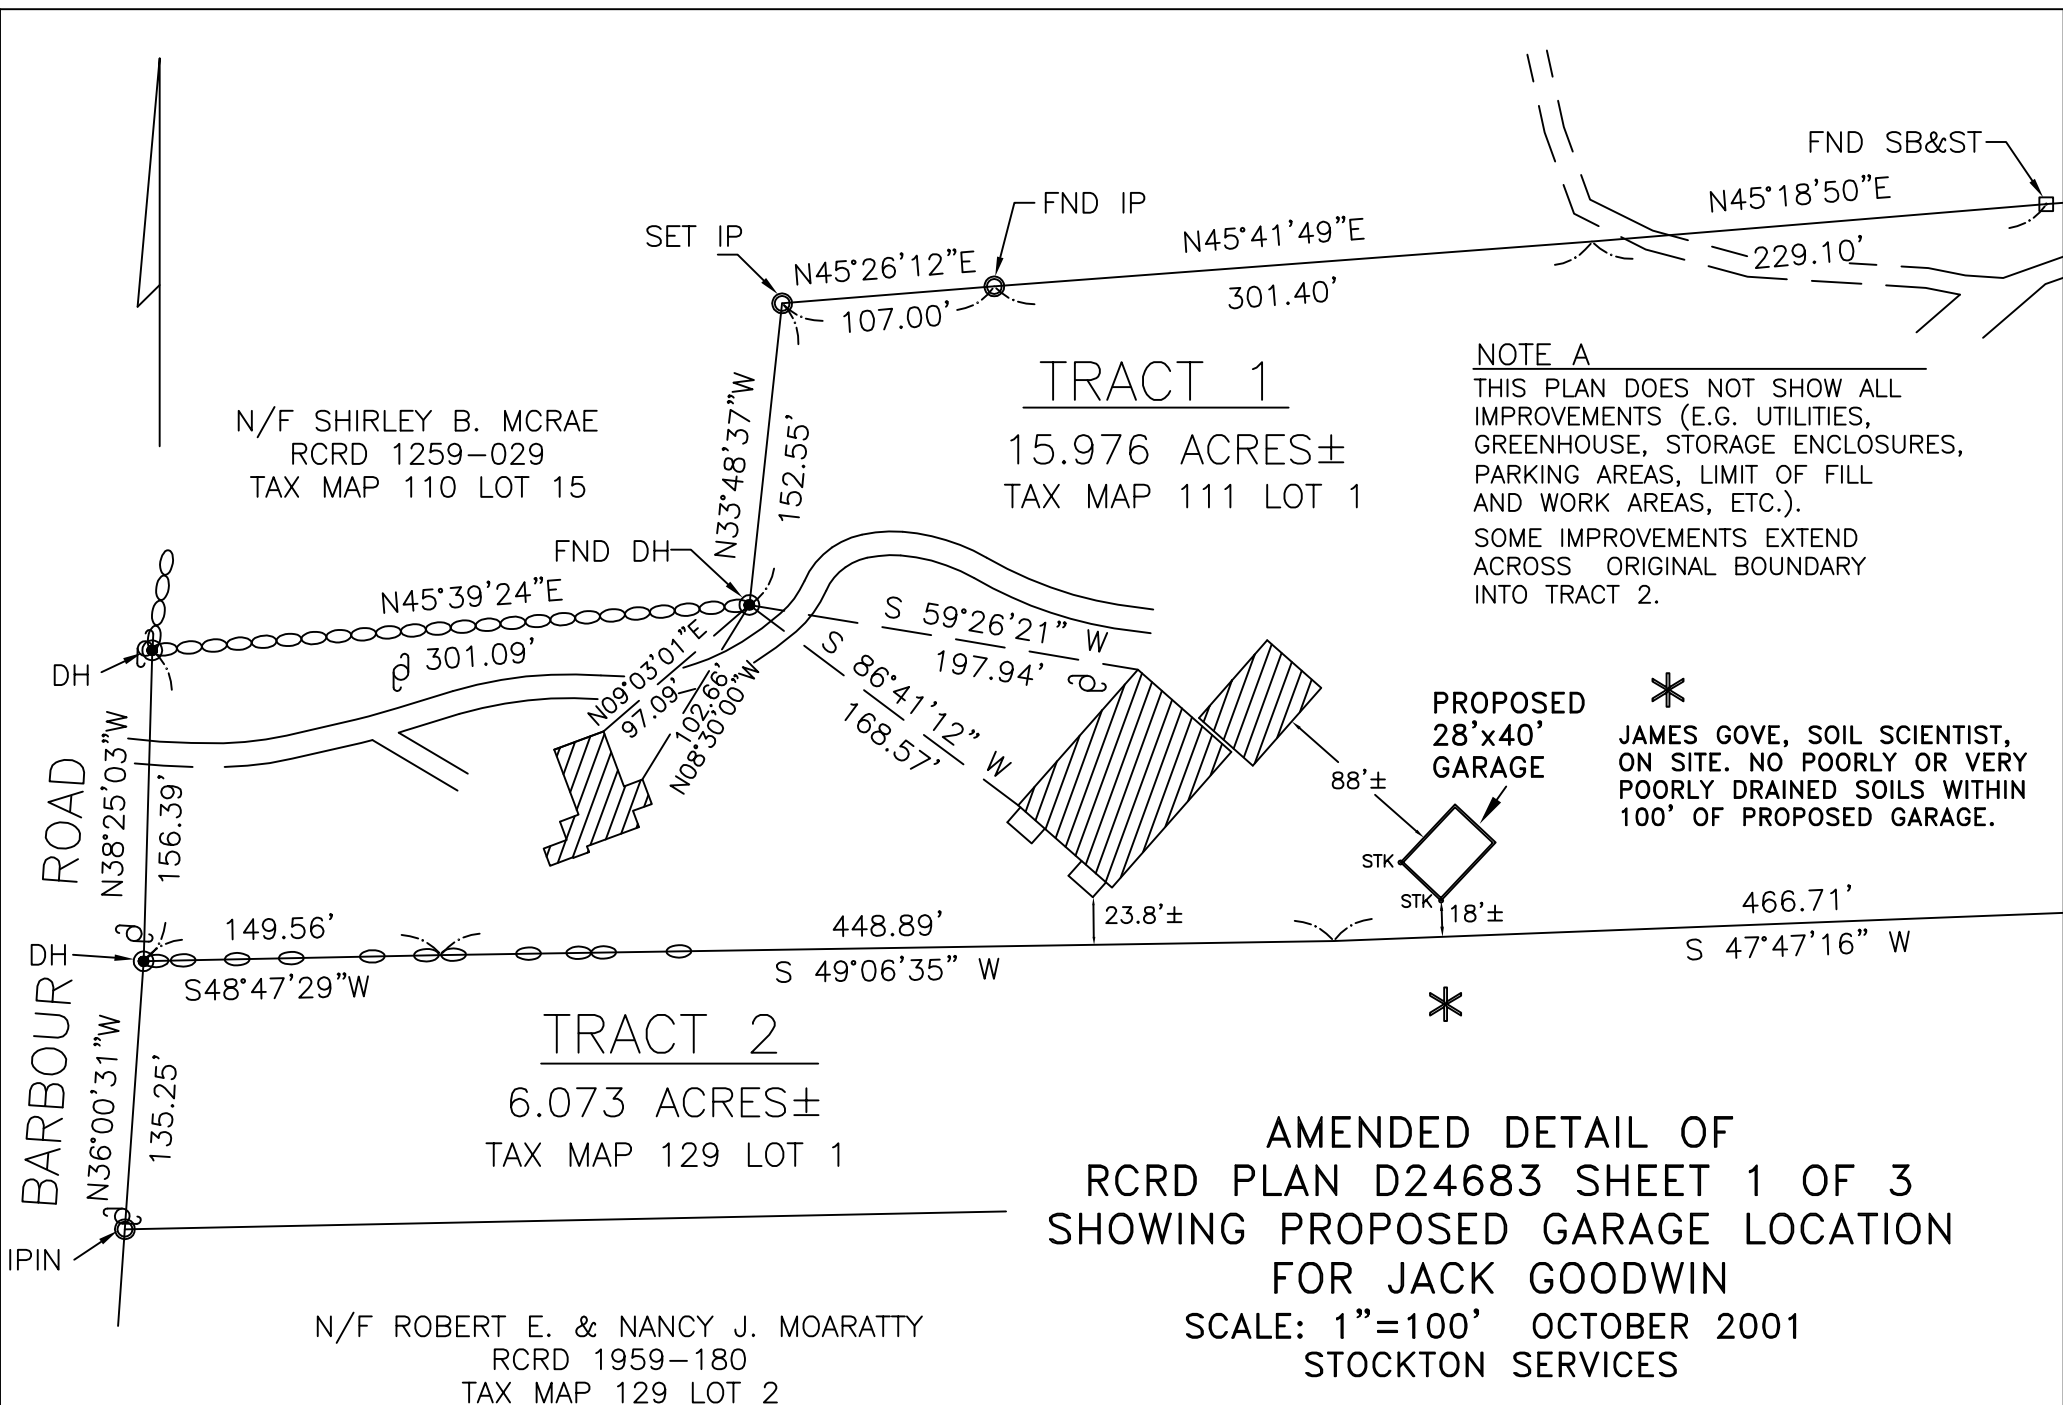 FND SB&ST
N45°18'50"E
229.10'
FND IP
SET IP
N45°26'12"E
107.00'
N45°41'49"E
301.40'
TRACT 1
15.976 ACRES±
TAX MAP 111 LOT 1
NOTE A
THIS PLAN DOES NOT SHOW ALL
IMPROVEMENTS (E.G. UTILITIES,
GREENHOUSE, STORAGE ENCLOSURES,
PARKING AREAS, LIMIT OF FILL
AND WORK AREAS, ETC.).
SOME IMPROVEMENTS EXTEND
ACROSS ORIGINAL BOUNDARY
INTO TRACT 2.
N/F SHIRLEY B. MCRAE
RCRD 1259-029
TAX MAP 110 LOT 15
N33°48'37"W
152.55'
FND DH
N45°39'24"E
301.09'
DH
N09°03'01"E
97.09'
102.66'
N08°30'00"W
S 59°26'21" W
197.94'
S 86°41'12" W
168.57'
PROPOSED
28'x40'
GARAGE
88'±
*
JAMES GOVE, SOIL SCIENTIST,
ON SITE. NO POORLY OR VERY
POORLY DRAINED SOILS WITHIN
100' OF PROPOSED GARAGE.
STK
STK
18'±
23.8'±
BARBOUR ROAD
N38°25'03"W
156.39'
DH
149.56'
S48°47'29"W
448.89'
S 49°06'35" W
466.71'
S 47°47'16" W
*
N36°00'31"W
135.25'
IPIN
TRACT 2
6.073 ACRES±
TAX MAP 129 LOT 1
N/F ROBERT E. & NANCY J. MOARATTY
RCRD 1959-180
TAX MAP 129 LOT 2
AMENDED DETAIL OF
RCRD PLAN D24683 SHEET 1 OF 3
SHOWING PROPOSED GARAGE LOCATION
FOR JACK GOODWIN
SCALE: 1"=100' OCTOBER 2001
STOCKTON SERVICES